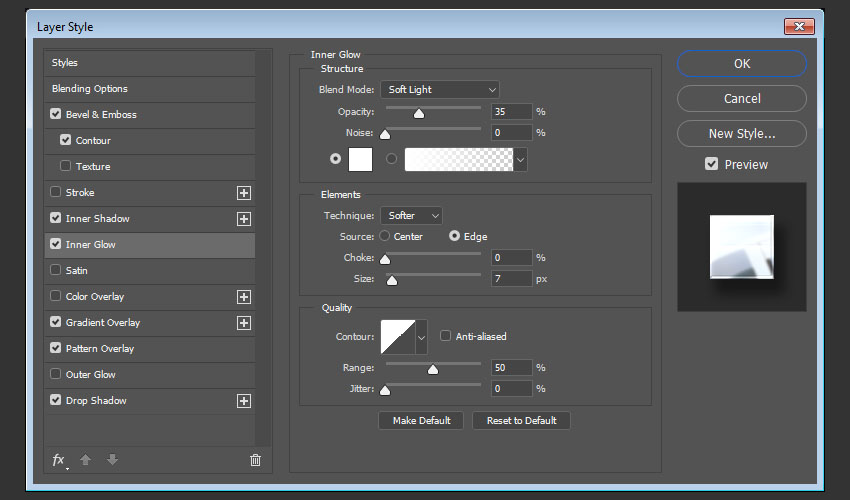 Layer Style
Styles
Blending Options
Bevel & Emboss
Contour
Texture
Stroke
Inner Shadow
Inner Glow
Satin
Color Overlay
Gradient Overlay
Pattern Overlay
Outer Glow
Drop Shadow
fx
Inner Glow
Structure
Blend Mode: Soft Light
Opacity: 35 %
Noise: 0 %
Elements
Technique: Softer
Source: Center Edge
Choke: 0 %
Size: 7 px
Quality
Contour: Anti-aliased
Range: 50 %
Jitter: 0 %
Make Default Reset to Default
OK
Cancel
New Style...
Preview